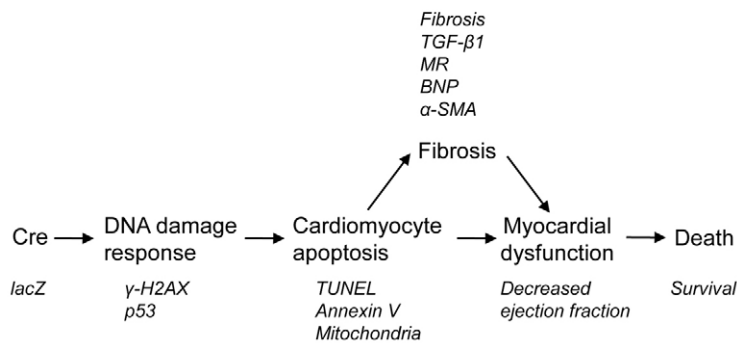 Fibrosis
TGF-β1
MR
BNP
α-SMA
Fibrosis
Cre
DNA damage
response
Cardiomyocyte
apoptosis
Myocardial
dysfunction
Death
lacZ
γ-H2AX
p53
TUNEL
Annexin V
Mitochondria
Decreased
ejection fraction
Survival